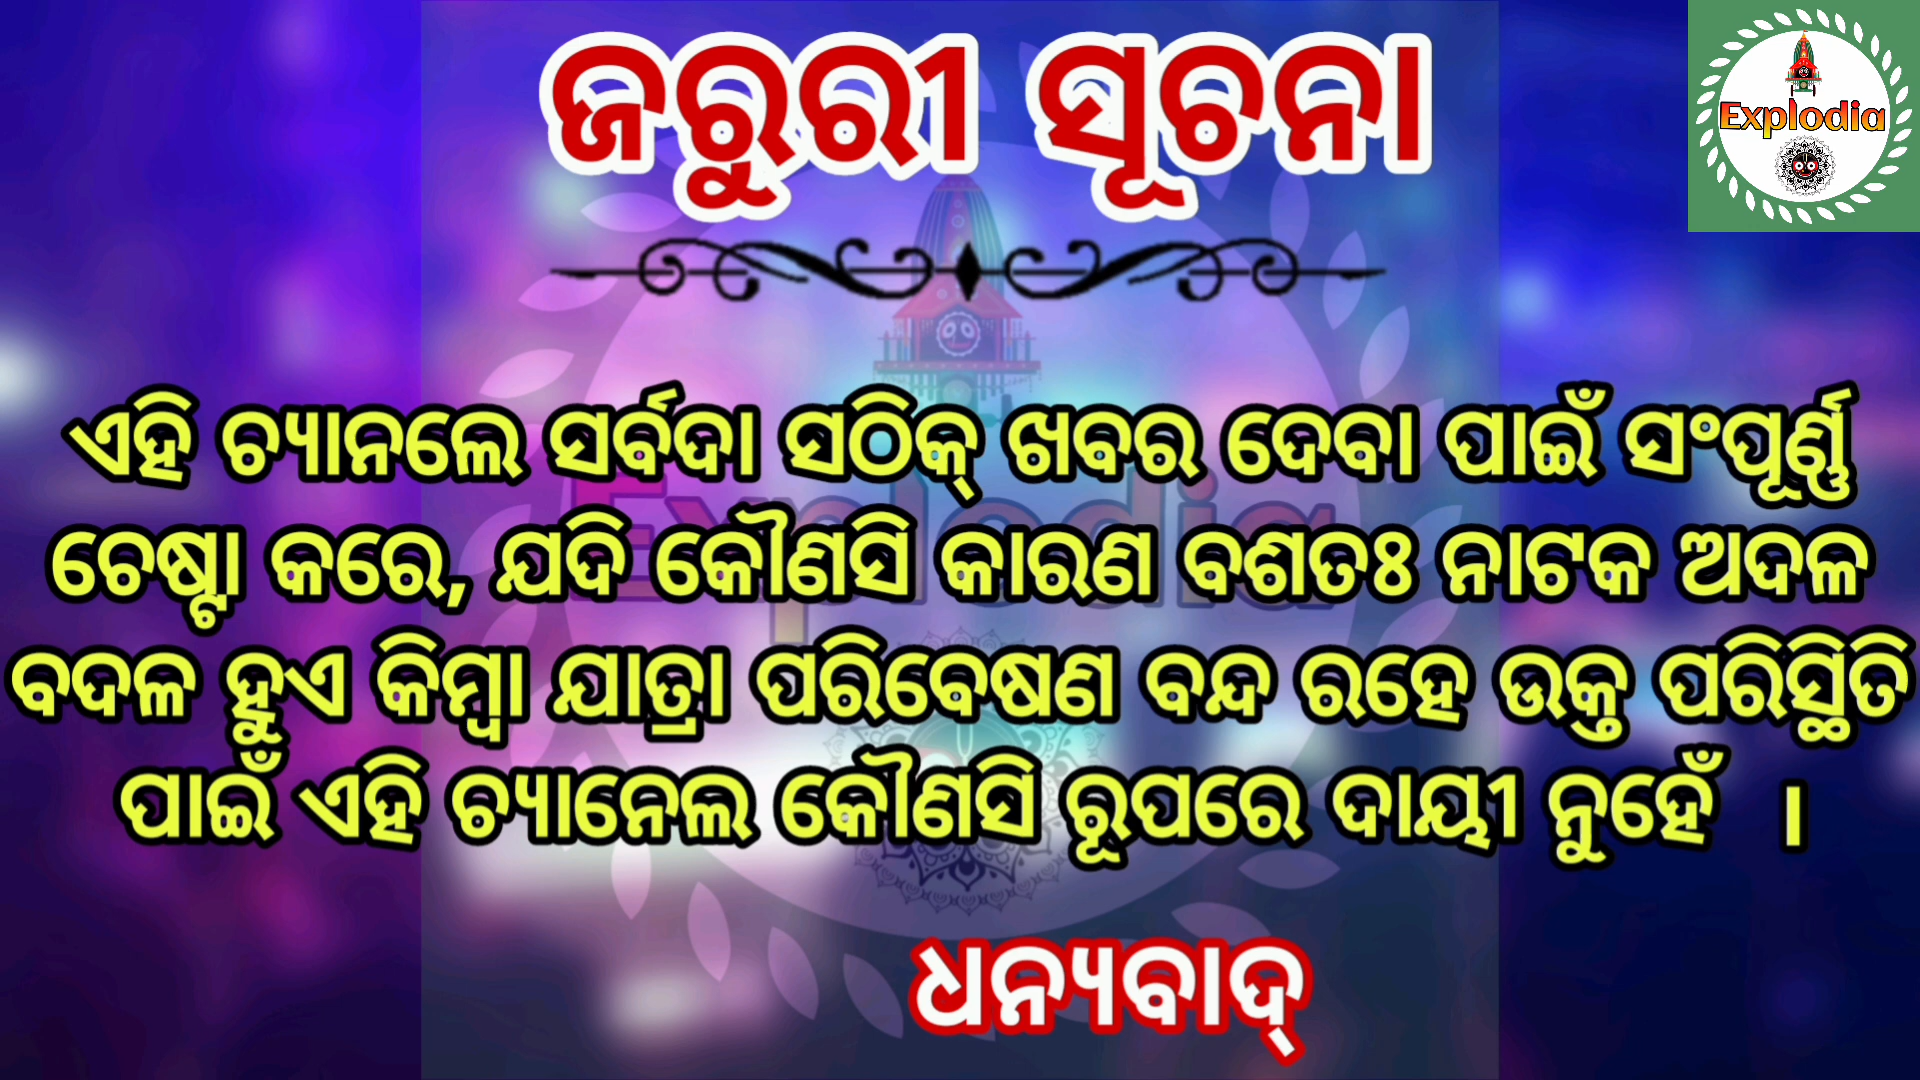 ଜରୁରୀ ସୂଚନା
Explodia
ଏହି ଚ୍ୟାନଲେ ସର୍ବଦା ସଠିକ୍ ଖବର ଦେବା ପାଇଁ ସଂପୂର୍ଣ୍ଣ
ଚେଷ୍ଟା କରେ, ଯଦି କୌଣସି କାରଣ ବଶତଃ ନାଟକ ଅଦଳ
ବଦଳ ହୁଏ କିମ୍ବା ଯାତ୍ରା ପରିବେଷଣ ବନ୍ଦ ରହେ ଉକ୍ତ ପରିସ୍ଥିତି
ପାଇଁ ଏହି ଚ୍ୟାନେଲ କୌଣସି ରୂପରେ ଦାୟୀ ନୁହେଁ ।
Explodia
ଧନ୍ୟବାଦ୍